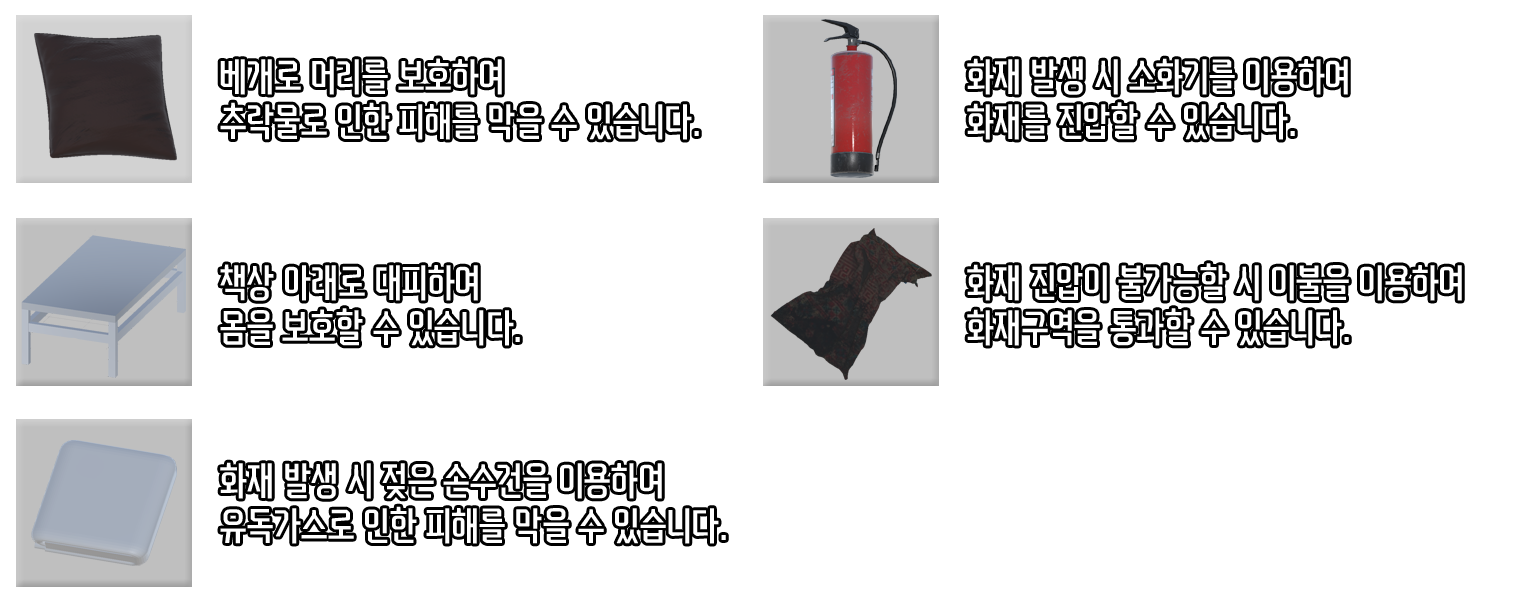 베개로 머리를 보호하여
추락물로 인한 피해를 막을 수 있습니다.
책상 아래로 대피하여
몸을 보호할 수 있습니다.
화재 발생 시 젖은 손수건을 이용하여
유독가스로 인한 피해를 막을 수 있습니다.
화재 발생 시 소화기를 이용하여
화재를 진압할 수 있습니다.
화재 진압이 불가능할 시 이불을 이용하여
화재구역을 통과할 수 있습니다.